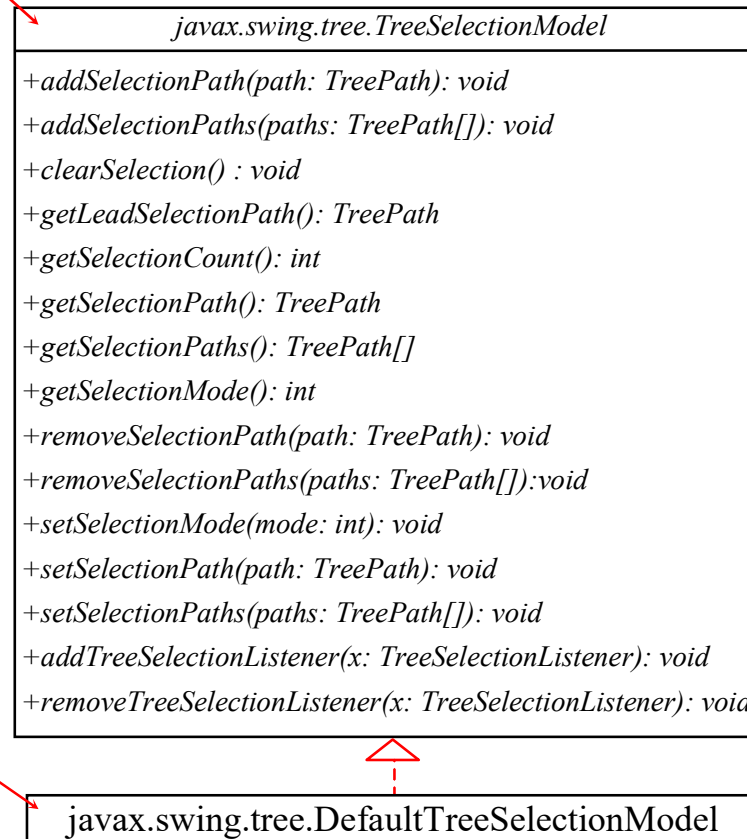 javax.swing.tree.TreeSelectionModel
+addSelectionPath(path: TreePath): void
+addSelectionPaths(paths: TreePath[]): void
+clearSelection() : void
+getLeadSelectionPath(): TreePath
+getSelectionCount(): int
+getSelectionPath(): TreePath
+getSelectionPaths(): TreePath[]
+getSelectionMode(): int
+removeSelectionPath(path: TreePath): void
+removeSelectionPaths(paths: TreePath[]):void
+setSelectionMode(mode: int): void
+setSelectionPath(path: TreePath): void
+setSelectionPaths(paths: TreePath[]): void
+addTreeSelectionListener(x: TreeSelectionListener): void
+removeTreeSelectionListener(x: TreeSelectionListener): void
javax.swing.tree.DefaultTreeSelectionModel